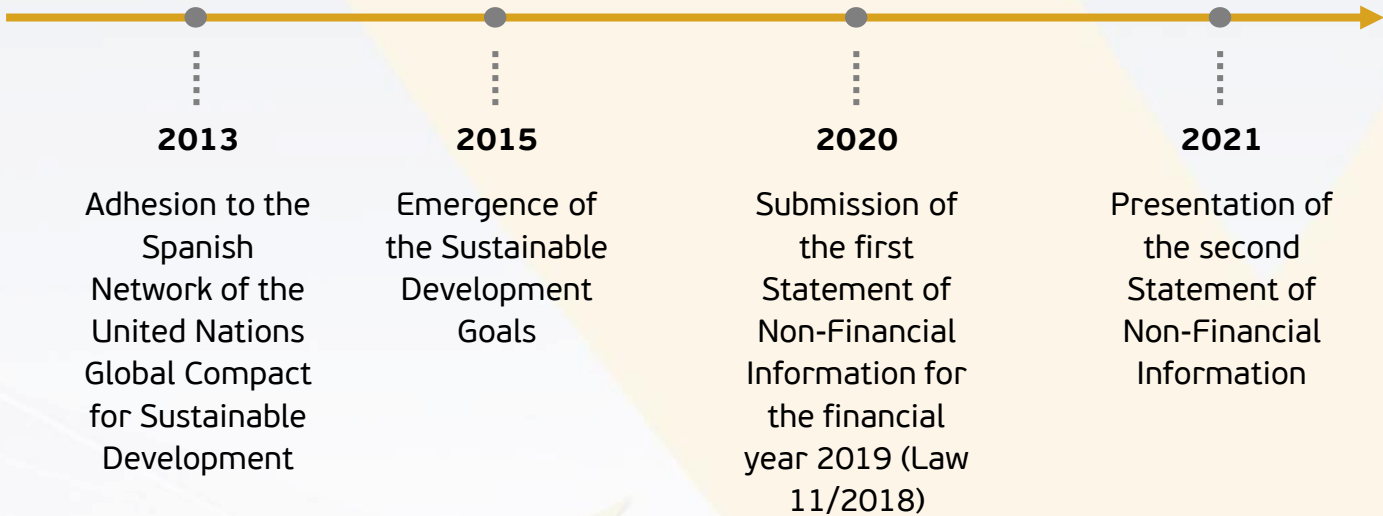 2013
Adhesion to the
Spanish
Network of the
United Nations
Global Compact
for Sustainable
Development
2015
Emergence of
the Sustainable
Development
Goals
2020
Submission of
the first
Statement of
Non-Financial
Information for
the financial
year 2019 (Law
11/2018)
2021
Presentation of
the second
Statement of
Non-Financial
Information